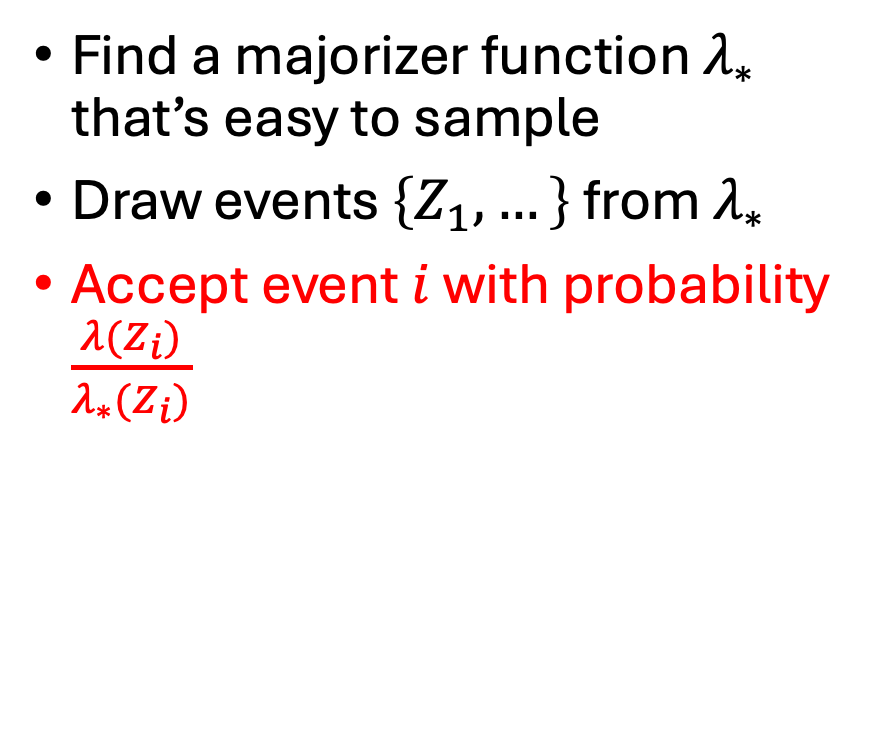 • Find a majorizer function λ∗
that’s easy to sample
• Draw events {Z₁, … } from λ∗
• Accept event i with probability
λ(Zᵢ)
λ∗(Zᵢ)